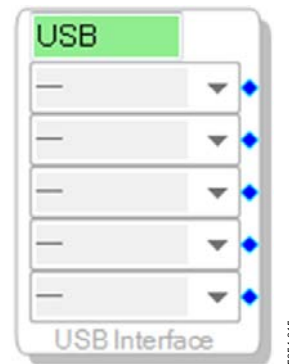 USB
—
—
—
—
—
USB Interface